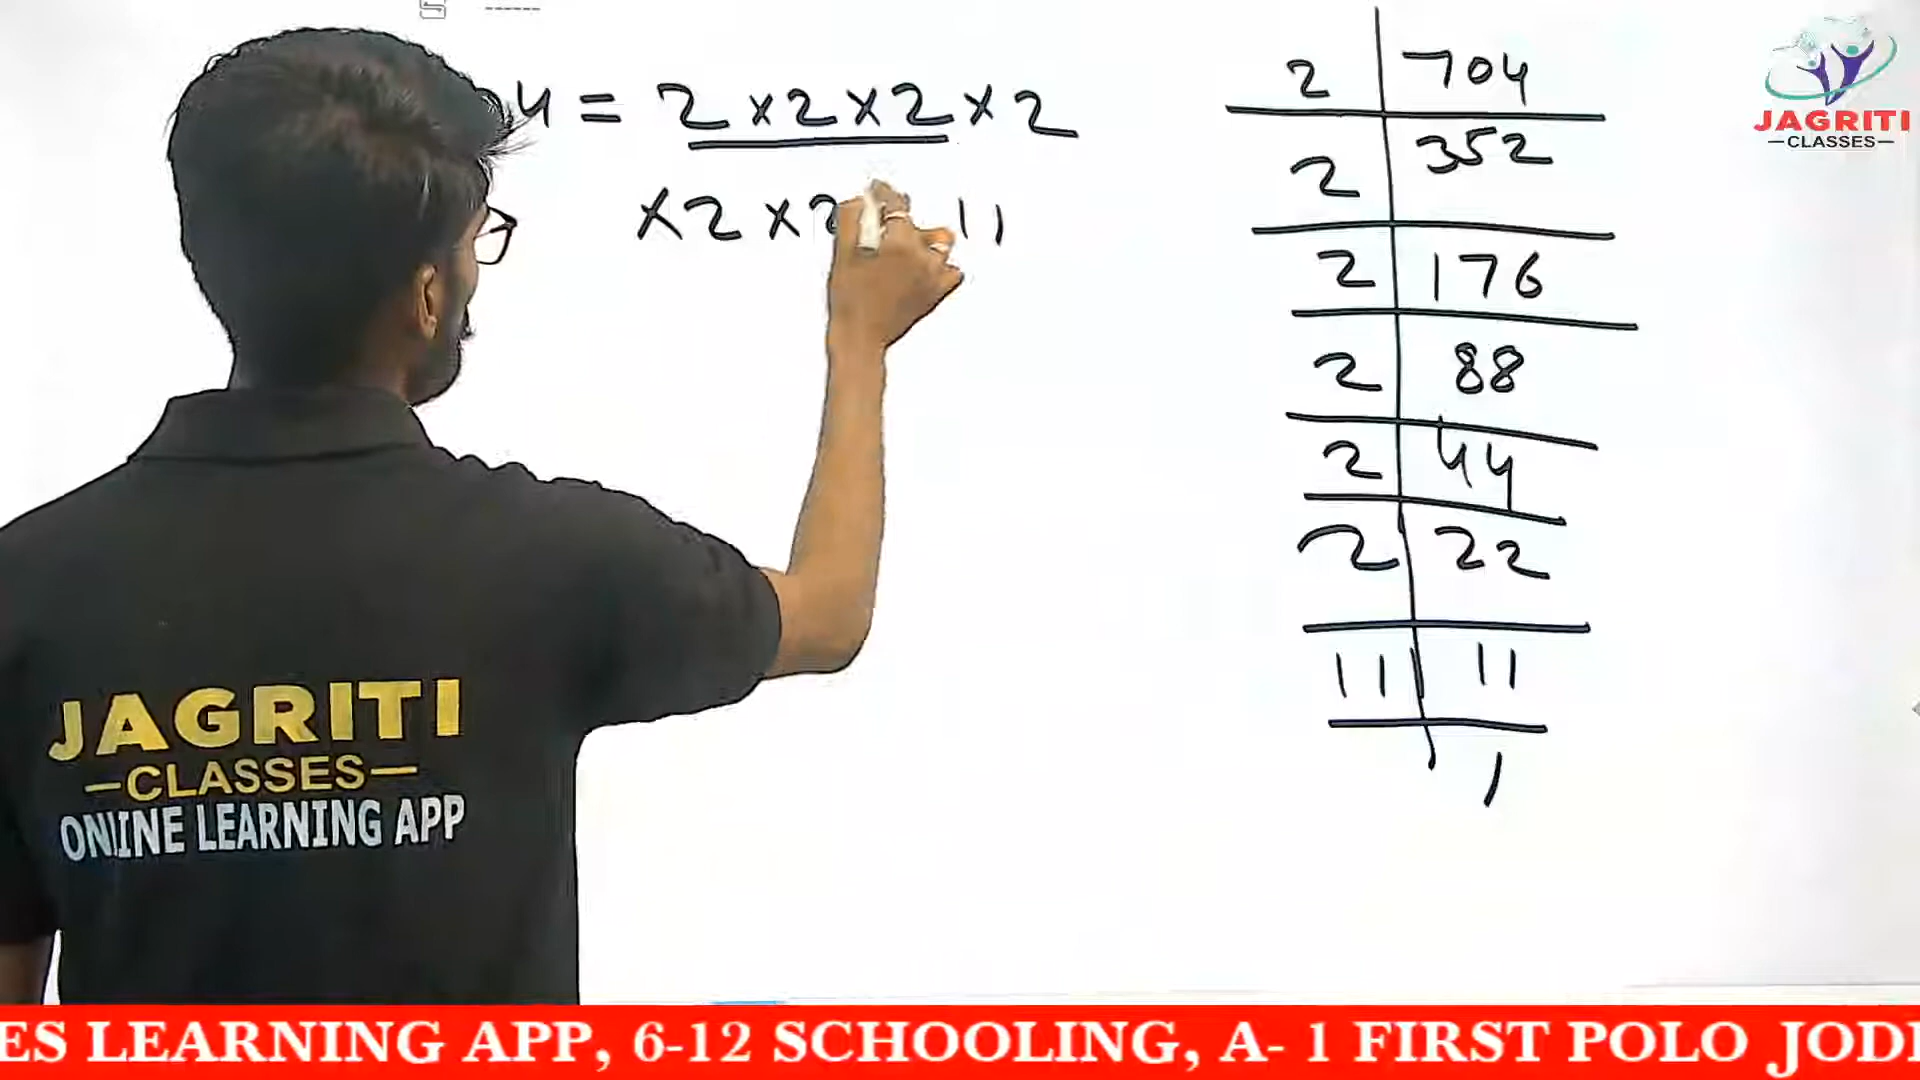 4 = 2 × 2 × 2 × 2
× 2 × 2 11
2 704
2 352
2 176
2 88
2 44
2 22
11 11
1
JAGRITI
—CLASSES—
JAGRITI
—CLASSES—
ONLINE LEARNING APP
ES LEARNING APP, 6-12 SCHOOLING, A- 1 FIRST POLO JODH